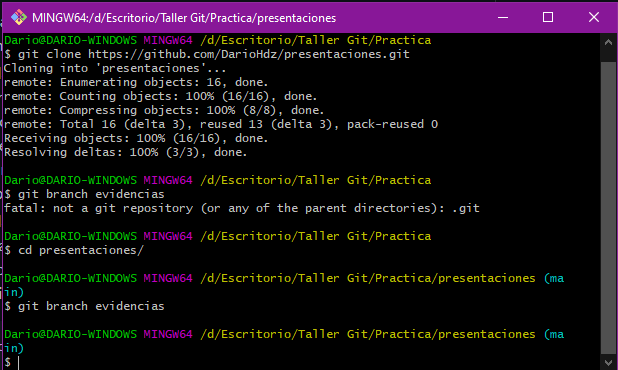 MINGW64:/d/Escritorio/Taller Git/Practica/presentaciones
Dario@DARIO-WINDOWS MINGW64 /d/Escritorio/Taller Git/Practica
$ git clone https://github.com/DarioHdz/presentaciones.git
Cloning into 'presentaciones'...
remote: Enumerating objects: 16, done.
remote: Counting objects: 100% (16/16), done.
remote: Compressing objects: 100% (8/8), done.
remote: Total 16 (delta 3), reused 13 (delta 3), pack-reused 0
Receiving objects: 100% (16/16), done.
Resolving deltas: 100% (3/3), done.
Dario@DARIO-WINDOWS MINGW64 /d/Escritorio/Taller Git/Practica
$ git branch evidencias
fatal: not a git repository (or any of the parent directories): .git
Dario@DARIO-WINDOWS MINGW64 /d/Escritorio/Taller Git/Practica
$ cd presentaciones/
Dario@DARIO-WINDOWS MINGW64 /d/Escritorio/Taller Git/Practica/presentaciones (ma
in)
$ git branch evidencias
Dario@DARIO-WINDOWS MINGW64 /d/Escritorio/Taller Git/Practica/presentaciones (ma
in)
$